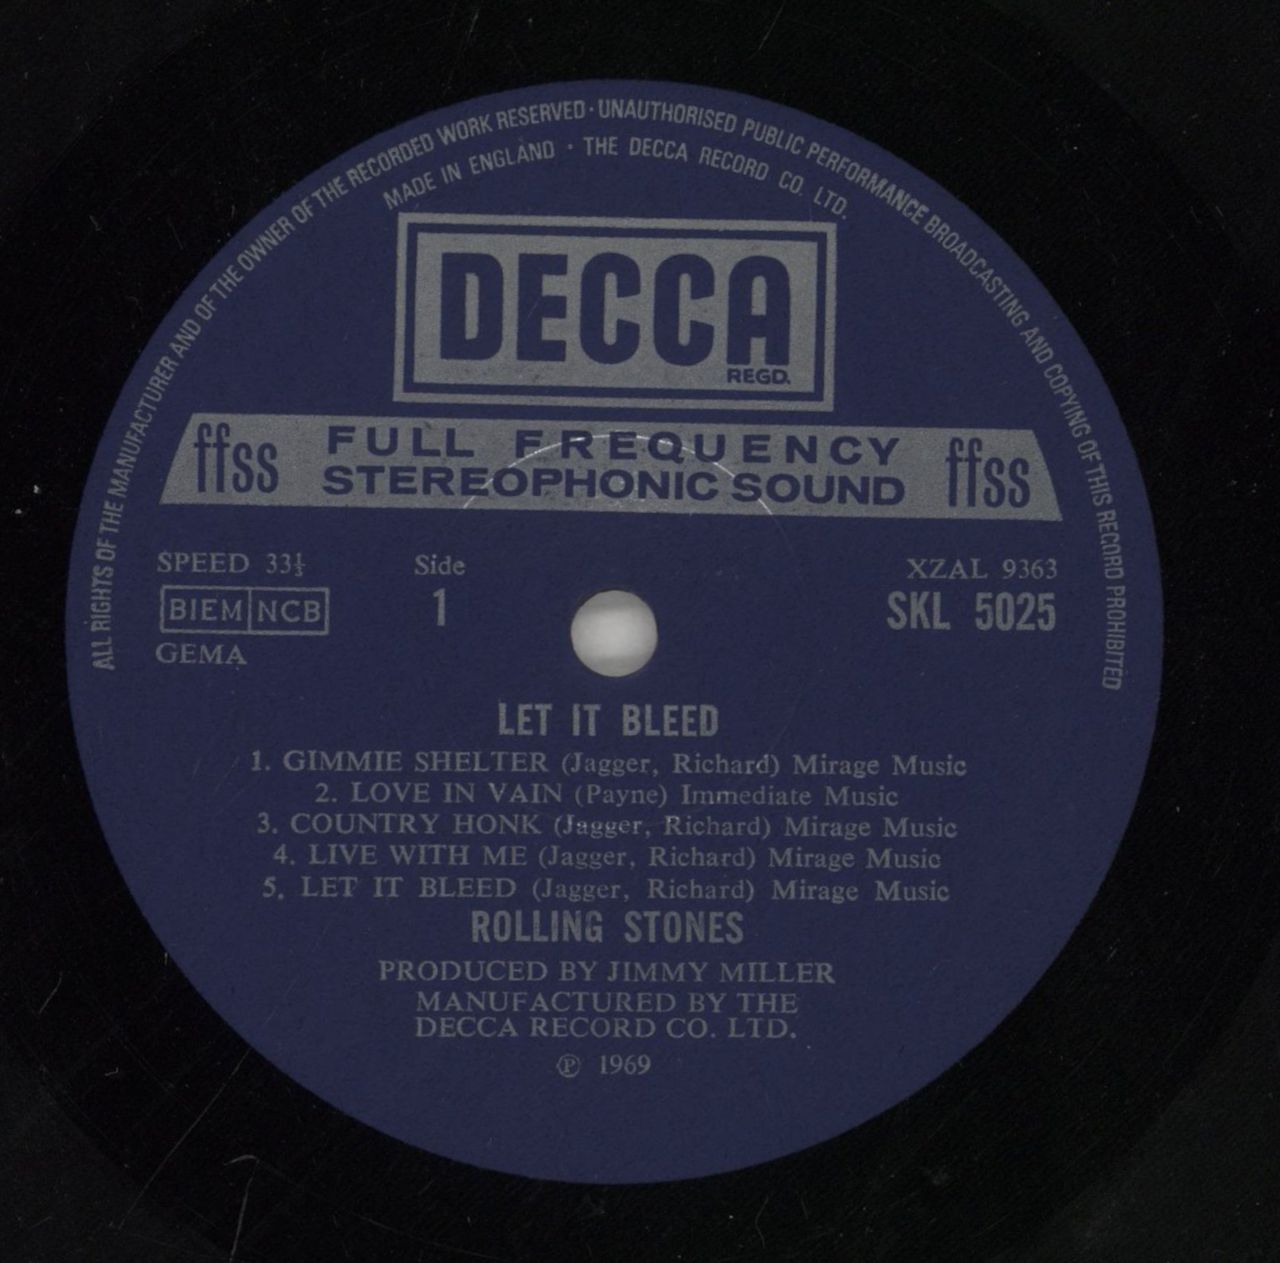 ALL RIGHTS OF THE MANUFACTURER AND OF THE OWNER OF THE RECORDED WORK RESERVED · UNAUTHORISED PUBLIC PERFORMANCE BROADCASTING AND COPYING OF THIS RECORD PROHIBITED
MADE IN ENGLAND · THE DECCA RECORD CO. LTD.
DECCA
REGD.
ffss FULL FREQUENCY STEREOPHONIC SOUND ffss
SPEED 33⅓ Side XZAL 9363
BIEM NCB 1 SKL 5025
GEMA
LET IT BLEED
1. GIMMIE SHELTER (Jagger, Richard) Mirage Music
2. LOVE IN VAIN (Payne) Immediate Music
3. COUNTRY HONK (Jagger, Richard) Mirage Music
4. LIVE WITH ME (Jagger, Richard) Mirage Music
5. LET IT BLEED (Jagger, Richard) Mirage Music
ROLLING STONES
PRODUCED BY JIMMY MILLER
MANUFACTURED BY THE
DECCA RECORD CO. LTD.
℗ 1969